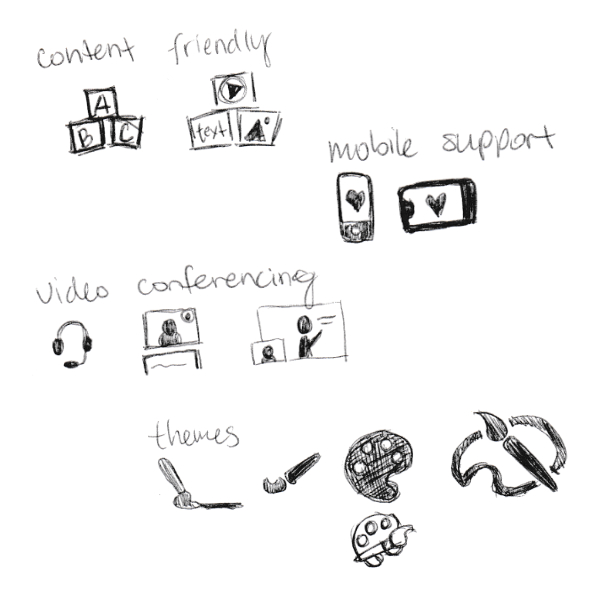 content friendly
A
B C
text
mobile support
video conferencing
themes